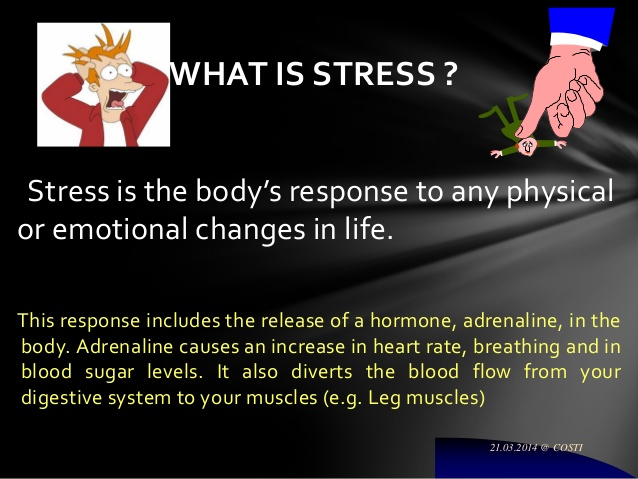 WHAT IS STRESS ?
Stress is the body’s response to any physical
or emotional changes in life.
This response includes the release of a hormone, adrenaline, in the
body. Adrenaline causes an increase in heart rate, breathing and in
blood sugar levels. It also diverts the blood flow from your
digestive system to your muscles (e.g. Leg muscles)
21.03.2014 @ COSTI